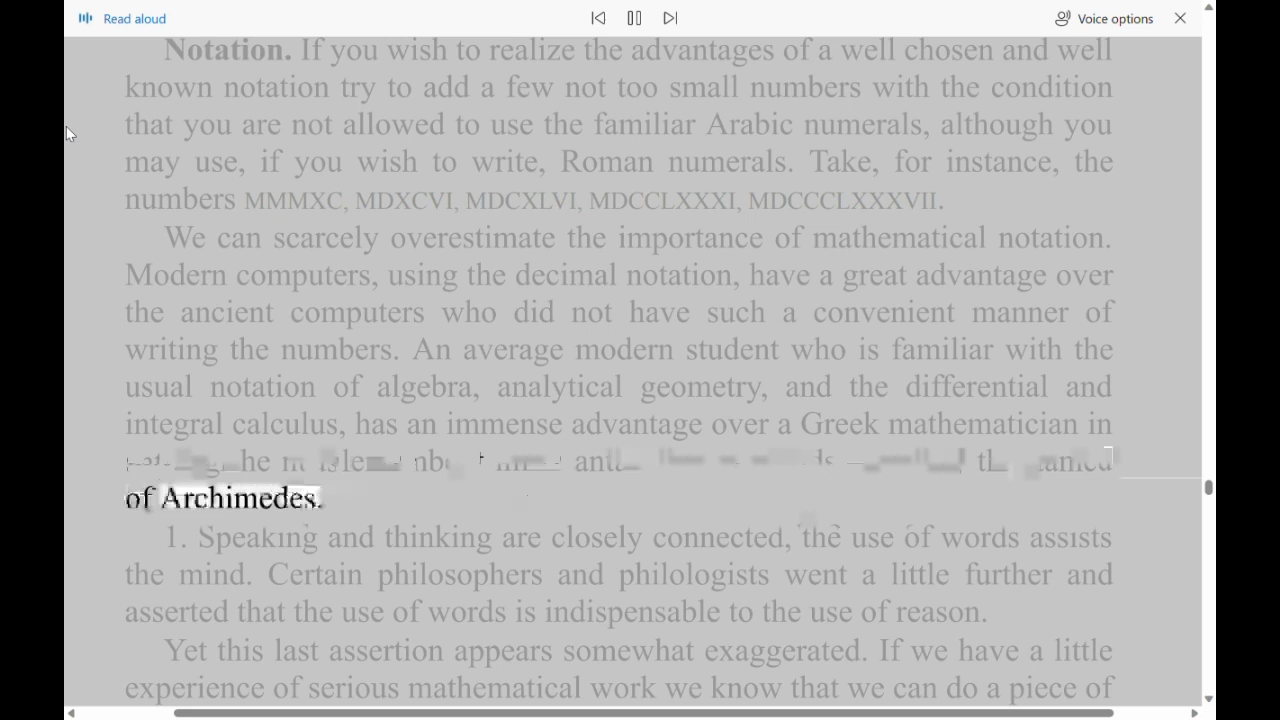 Read aloud
Voice options
Notation. If you wish to realize the advantages of a well chosen and well
known notation try to add a few not too small numbers with the condition
that you are not allowed to use the familiar Arabic numerals, although you
may use, if you wish to write, Roman numerals. Take, for instance, the
numbers MMMXC, MDXCVI, MDCXLVI, MDCCLXXXI, MDCCCLXXXVII.
We can scarcely overestimate the importance of mathematical notation.
Modern computers, using the decimal notation, have a great advantage over
the ancient computers who did not have such a convenient manner of
writing the numbers. An average modern student who is familiar with the
usual notation of algebra, analytical geometry, and the differential and
integral calculus, has an immense advantage over a Greek mathematician in
of Archimedes.
1. Speaking and thinking are closely connected, the use of words assists
the mind. Certain philosophers and philologists went a little further and
asserted that the use of words is indispensable to the use of reason.
Yet this last assertion appears somewhat exaggerated. If we have a little
experience of serious mathematical work we know that we can do a piece of